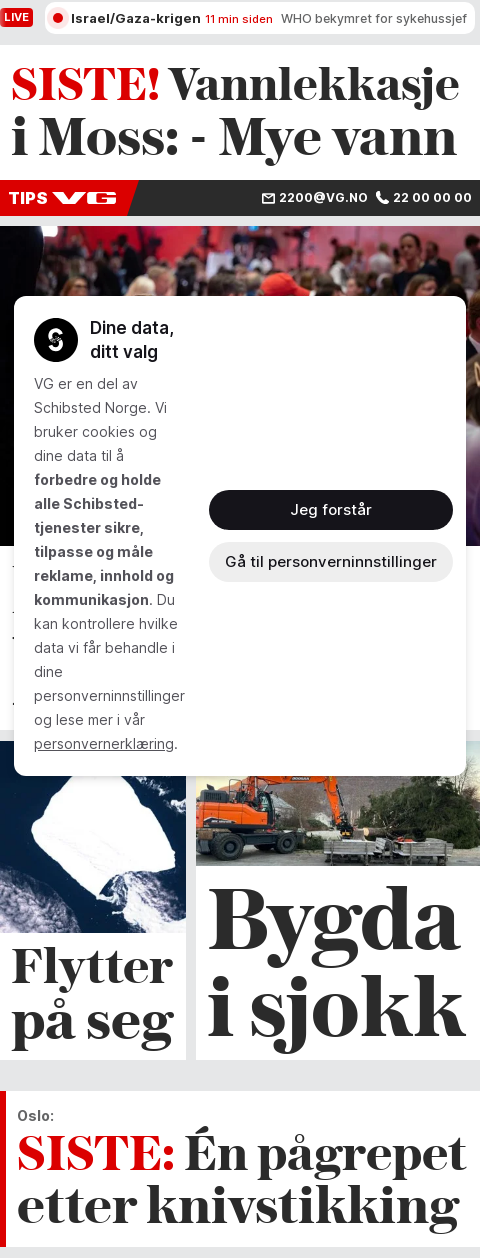 LIVE Israel/Gaza-krigen 11 min siden WHO bekymret for sykehussjef
SISTE! Vannlekkasje
i Moss: - Mye vann
TIPS VG 2200@VG.NO 22 00 00 00
Dine data,
ditt valg
VG er en del av
Schibsted Norge. Vi
bruker cookies og
dine data til å
forbedre og holde
alle Schibsted-
tjenester sikre,
tilpasse og måle
reklame, innhold og
kommunikasjon. Du
kan kontrollere hvilke
data vi får behandle i
dine
personverninnstillinger
og lese mer i vår
personvernerklæring.
Jeg forstår
Gå til personverninnstillinger
Flytter
på seg
Bygda
i sjokk
Oslo:
SISTE: Én pågrepet
etter knivstikking